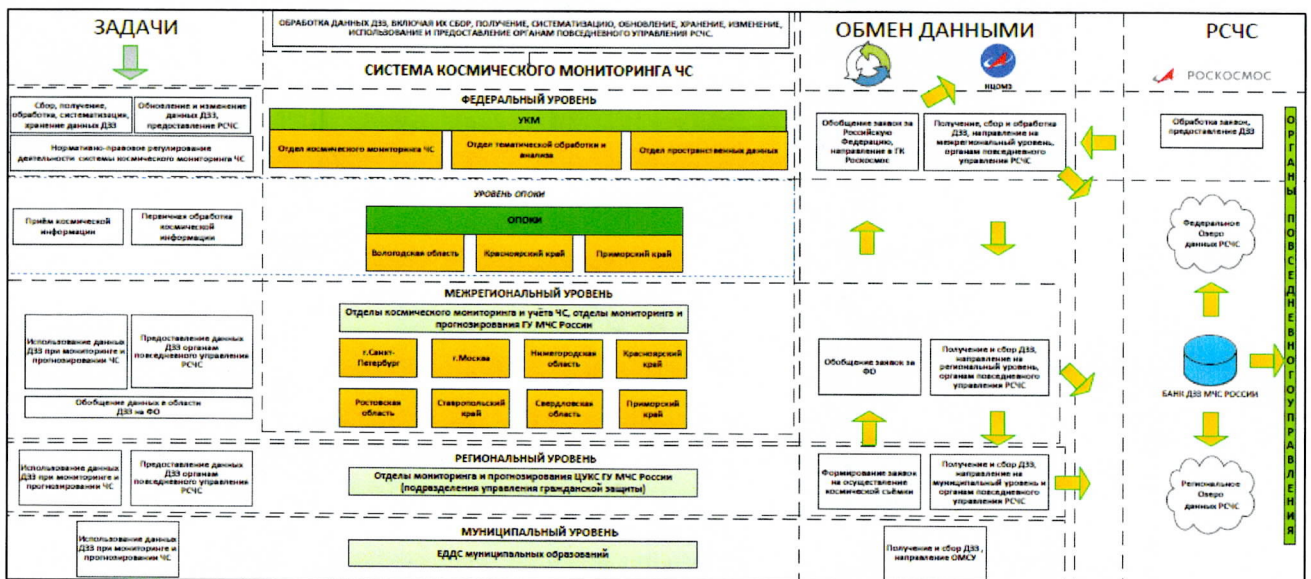 ЗАДАЧИ
ОБРАБОТКА ДАННЫХ ДЗЗ, ВКЛЮЧАЯ ИХ СБОР, ПОЛУЧЕНИЕ, СИСТЕМАТИЗАЦИЮ, ОБНОВЛЕНИЕ, ХРАНЕНИЕ, ИЗМЕНЕНИЕ,
ИСПОЛЬЗОВАНИЕ И ПРЕДОСТАВЛЕНИЕ ОРГАНАМ ПОВСЕДНЕВНОГО УПРАВЛЕНИЯ РСЧС.
ОБМЕН ДАННЫМИ
РСЧС
СИСТЕМА КОСМИЧЕСКОГО МОНИТОРИНГА ЧС
НЦОМЗ
РОСКОСМОС
Сбор, получение,
обработка, систематизация,
хранение данных ДЗЗ
Обновление и изменение
данных ДЗЗ,
предоставление РСЧС
Нормативно-правовое регулирование
деятельности системы космического мониторинга ЧС
ФЕДЕРАЛЬНЫЙ УРОВЕНЬ
УКМ
Отдел космического мониторинга ЧС
Отдел тематической обработки и
анализа
Отдел пространственных данных
Обобщение заявок за
Российскую
Федерацию,
направление в ГК
Роскосмос
Получение, сбор и обработка
ДЗЗ, направление на
межрегиональный уровень,
органам повседневного
управления РСЧС
Обработка заявок,
предоставление ДЗЗ
Приём космической
информации
Первичная обработка
космической
информации
УРОВЕНЬ ОПОКИ
ОПОКИ
Вологодская область
Красноярский край
Приморский край
Федеральное
Озеро
данных РСЧС
МЕЖРЕГИОНАЛЬНЫЙ УРОВЕНЬ
Отделы космического мониторинга и учёта ЧС, отделы мониторинга и
прогнозирования ГУ МЧС России
Использование данных
ДЗЗ при мониторинге и
прогнозировании ЧС
Предоставление данных
ДЗЗ органам
повседневного управления
РСЧС
Обобщение данных в области
ДЗЗ на ФО
г.Санкт-
Петербург
г.Москва
Нижегородская
область
Красноярский
край
Ростовская
область
Ставропольский
край
Свердловская
область
Приморский
край
Обобщение заявок за
ФО
Получение и сбор ДЗЗ,
направление на
региональный уровень,
органам повседневного
управления РСЧС
БАНК ДЗЗ МЧС РОССИИ
РЕГИОНАЛЬНЫЙ УРОВЕНЬ
Использование данных
ДЗЗ при мониторинге и
прогнозировании ЧС
Предоставление данных
ДЗЗ органам
повседневного управления
РСЧС
Отделы мониторинга и прогнозирования ЦУКС ГУ МЧС России
(подразделения управления гражданской защиты)
Формирование заявок
на осуществление
космической съёмки
Получение и сбор ДЗЗ,
направление на
муниципальный уровень и
органам повседневного
управления РСЧС
Региональное
Озеро
данных РСЧС
МУНИЦИПАЛЬНЫЙ УРОВЕНЬ
Использование данных
ДЗЗ при мониторинге и
прогнозировании ЧС
ЕДДС муниципальных образований
Получение и сбор ДЗЗ,
направление ОМСУ
ОРГАНЫ ПОВСЕДНЕВНОГО УПРАВЛЕНИЯ